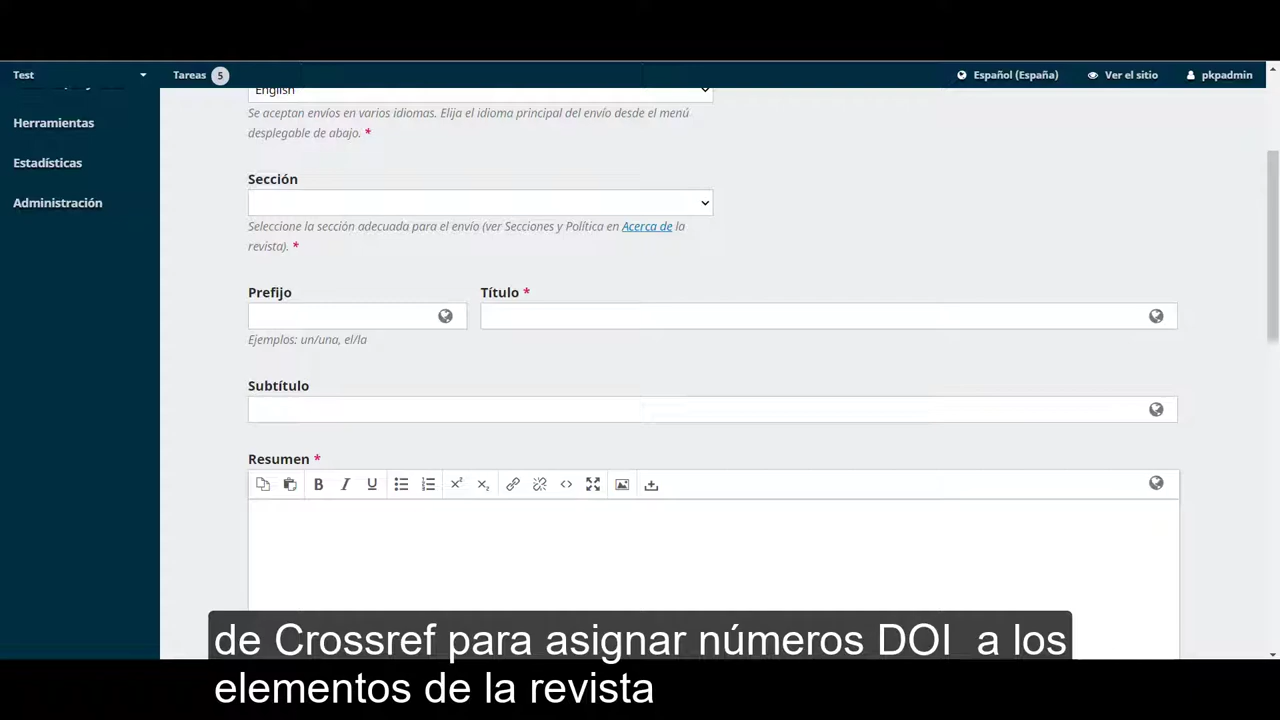 Test
Tareas 5
Español (España)
Ver el sitio
pkpadmin
Herramientas
Estadísticas
Administración
English
Se aceptan envíos en varios idiomas. Elija el idioma principal del envío desde el menú
desplegable de abajo. *
Sección
Seleccione la sección adecuada para el envío (ver Secciones y Política en Acerca de la
revista). *
Prefijo
Título *
Ejemplos: un/una, el/la
Subtítulo
Resumen *
de Crossref para asignar números DOI a los
elementos de la revista